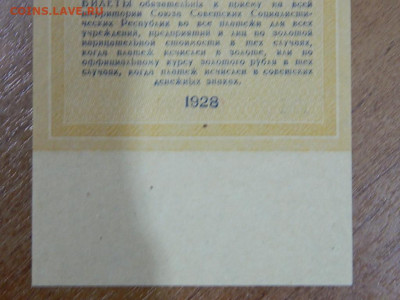 COINS.LAVE.RU
БИЛЕТЫ обязательны к приему на всей
территории Союза Советских Социалисти-
ческих Республик во все платежи для всех
учреждений, предприятий и лиц по золотой
нарицательной стоимости в тех случаях,
когда платеж исчислен в золоте, или по
оффициальному курсу золотого рубля в тех
случаях, когда платеж исчислен в советских
денежных знаках.
1928